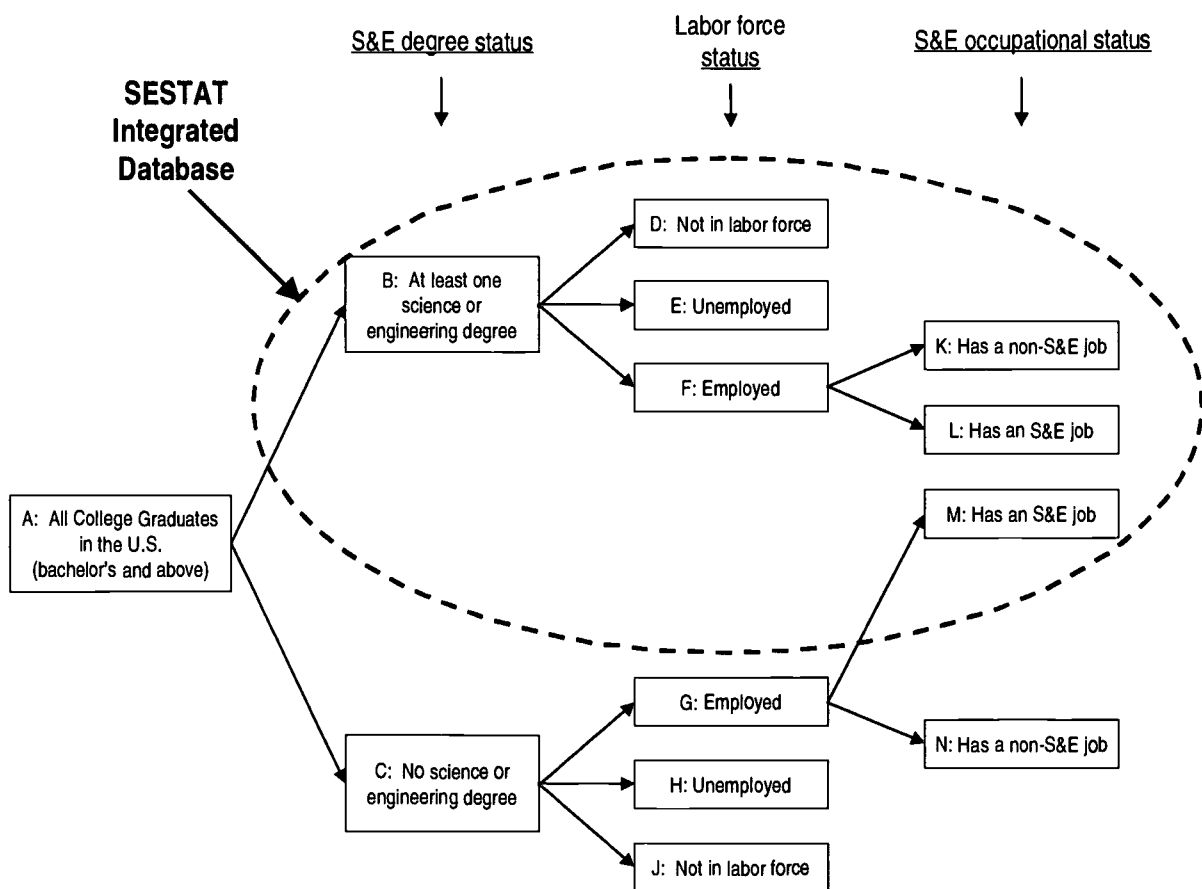 S&E degree status
Labor force
status
S&E occupational status
SESTAT
Integrated
Database
D: Not in labor force
B: At least one
science or
engineering degree
E: Unemployed
K: Has a non-S&E job
F: Employed
L: Has an S&E job
A: All College Graduates
in the U.S.
(bachelor's and above)
M: Has an S&E job
G: Employed
N: Has a non-S&E job
C: No science or
engineering degree
H: Unemployed
J: Not in labor force